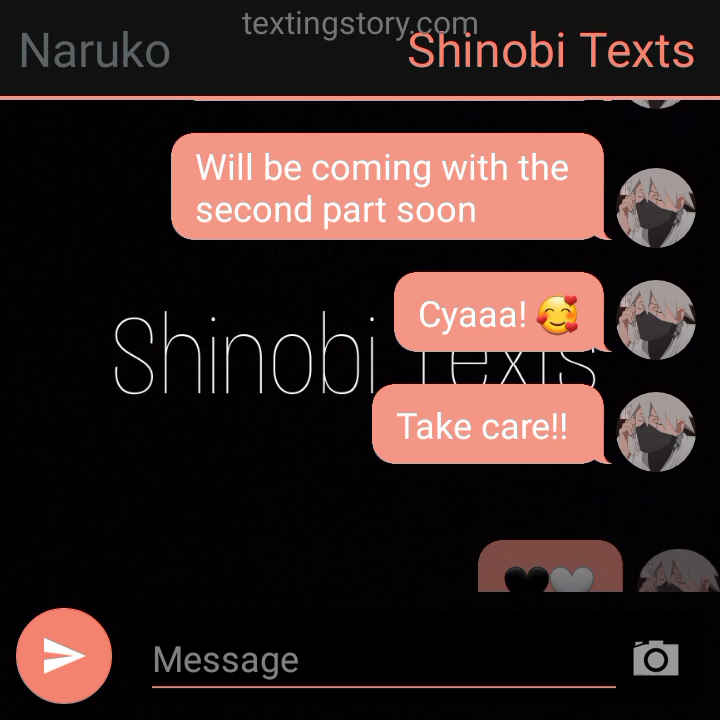 textingstory.com
Naruko
Shinobi Texts
Will be coming with the
second part soon
Cyaaa! 🥰
Shinobi Texts
Take care!!
🖤🤍
Message